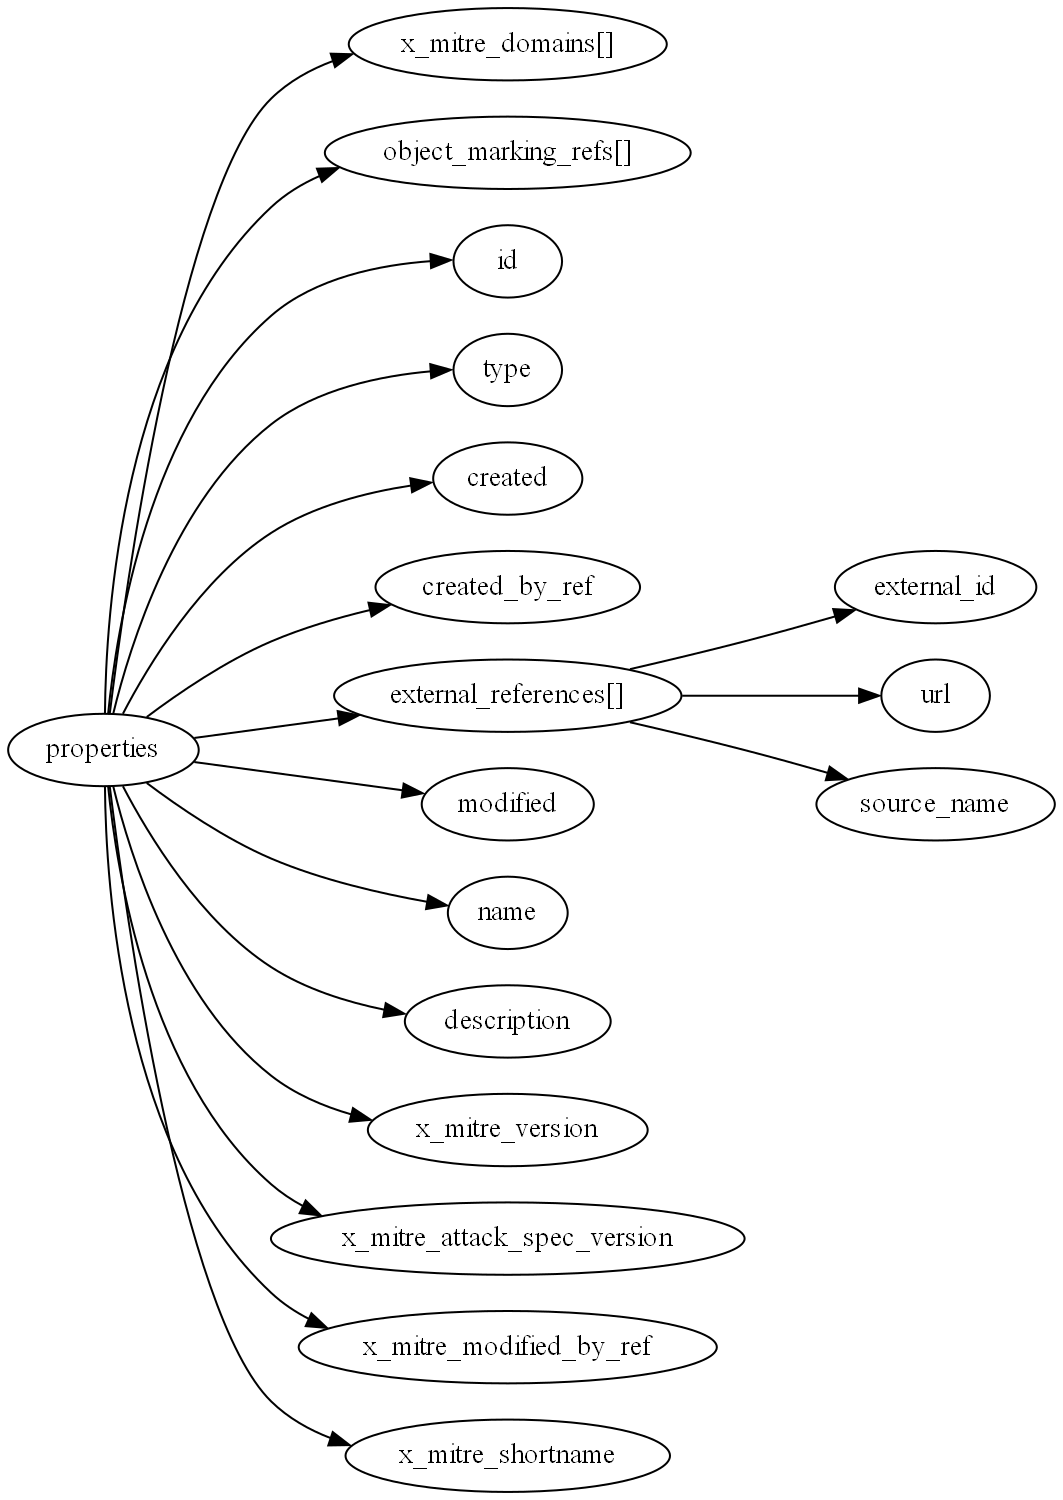 x_mitre_domains[]
object_marking_refs[]
id
type
created
created_by_ref
external_id
external_references[]
url
properties
modified
source_name
name
description
x_mitre_version
x_mitre_attack_spec_version
x_mitre_modified_by_ref
x_mitre_shortname